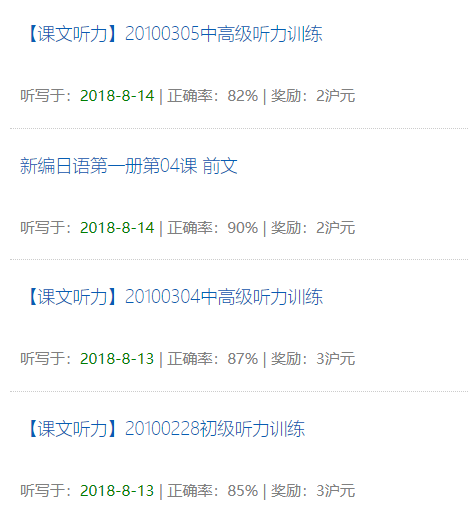 【课文听力】20100305中高级听力训练
听写于：2018-8-14 | 正确率：82% | 奖励：2沪元
新编日语第一册第04课 前文
听写于：2018-8-14 | 正确率：90% | 奖励：2沪元
【课文听力】20100304中高级听力训练
听写于：2018-8-13 | 正确率：87% | 奖励：3沪元
【课文听力】20100228初级听力训练
听写于：2018-8-13 | 正确率：85% | 奖励：3沪元